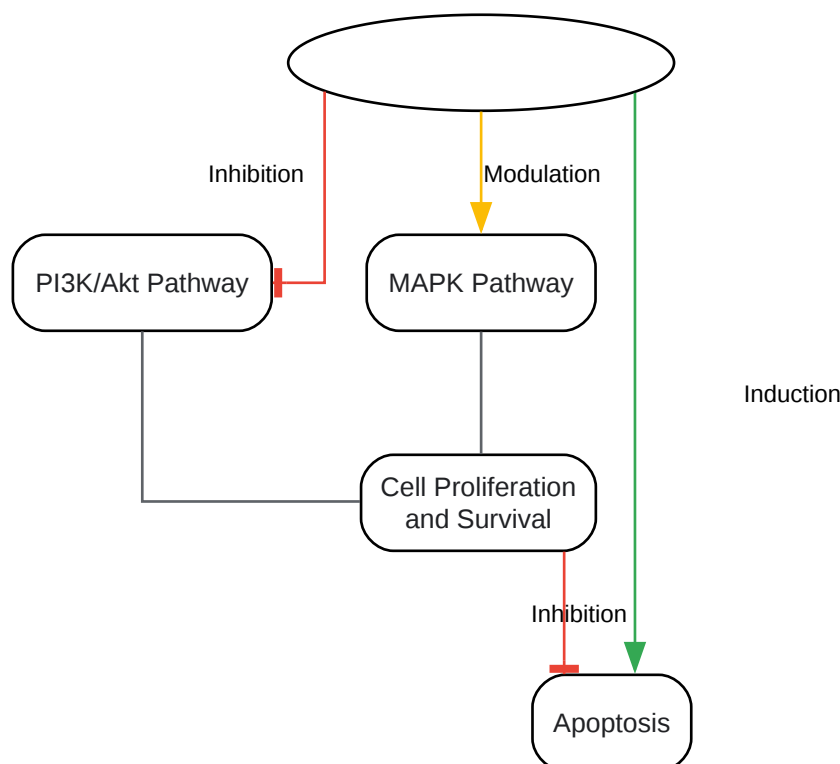 Inhibition
Modulation
PI3K/Akt Pathway
MAPK Pathway
Induction
Cell Proliferation
and Survival
Inhibition
Apoptosis